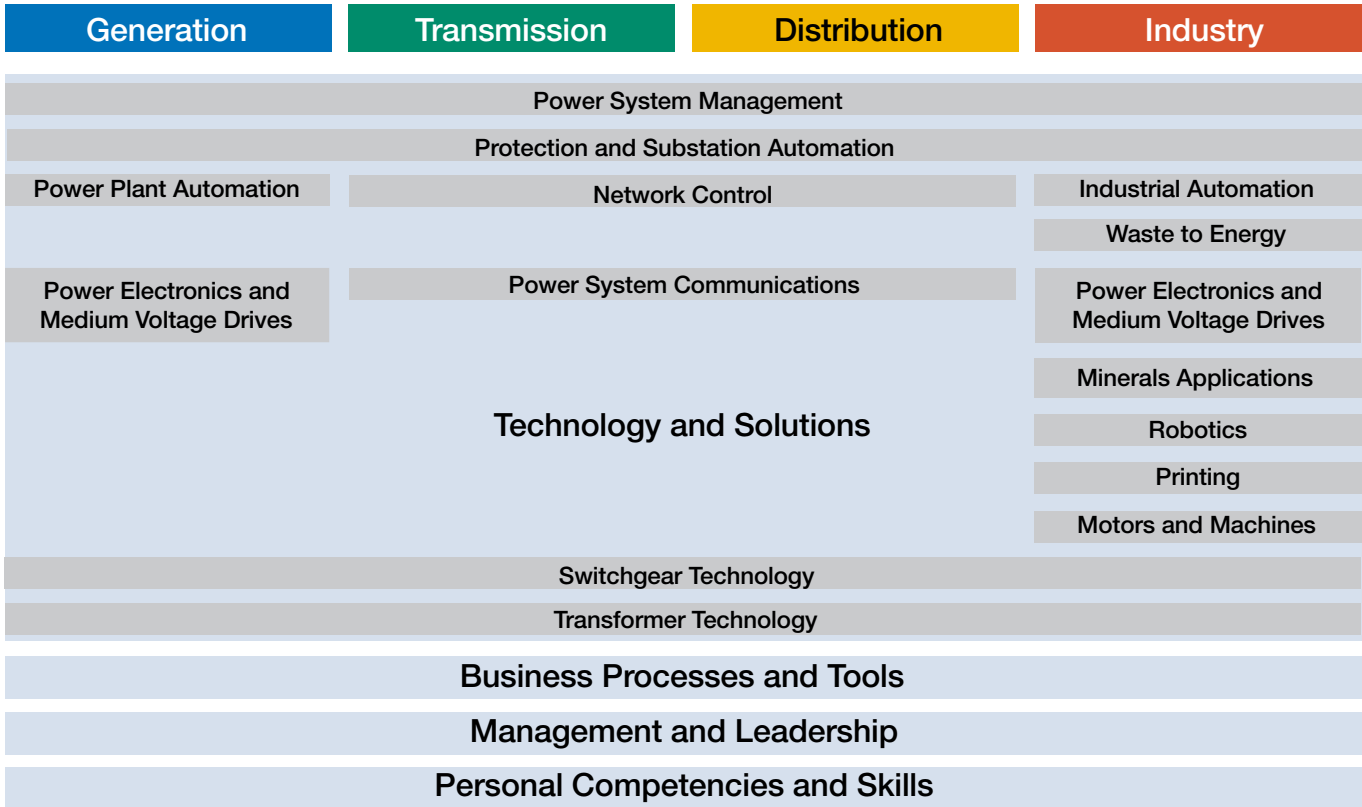 Generation
Transmission
Distribution
Industry
Power System Management
Protection and Substation Automation
Power Plant Automation
Network Control
Industrial Automation
Waste to Energy
Power Electronics and
Medium Voltage Drives
Power System Communications
Power Electronics and
Medium Voltage Drives
Minerals Applications
Technology and Solutions
Robotics
Printing
Motors and Machines
Switchgear Technology
Transformer Technology
Business Processes and Tools
Management and Leadership
Personal Competencies and Skills